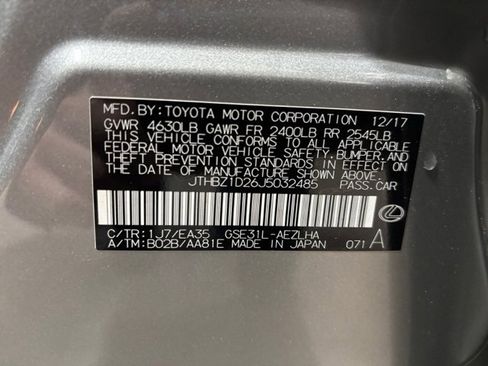 MFD. BY: TOYOTA MOTOR CORPORATION 12/17
GVWR 4630LB GAWR FR 2400LB RR 2545LB
THIS VEHICLE CONFORMS TO ALL APPLICABLE
FEDERAL MOTOR VEHICLE SAFETY, BUMPER, AND
THEFT PREVENTION STANDARDS IN EFFECT ON
THE DATE OF MANUFACTURE SHOWN ABOVE.
JTHBZ1D26J5032485 PASS. CAR
C/TR: 1J7/EA35 GSE31L-AEZLHA
A/TM: B02B/AA81E MADE IN JAPAN 071 A